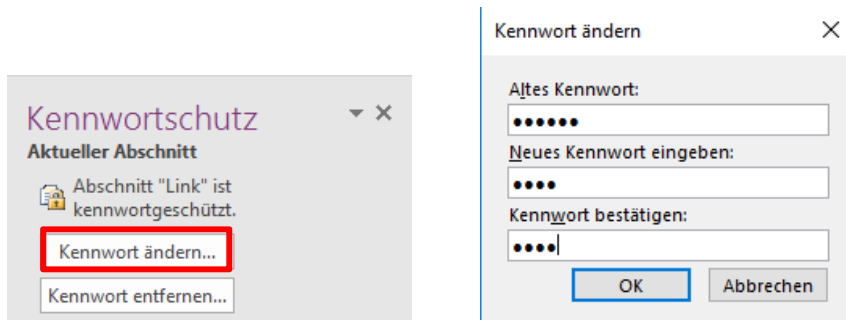 Kennwortschutz
Aktueller Abschnitt
Abschnitt "Link" ist
kennwortgeschützt.
Kennwort ändern...
Kennwort entfernen...
Kennwort ändern
Altes Kennwort:
••••••
Neues Kennwort eingeben:
••••
Kennwort bestätigen:
••••
OK Abbrechen